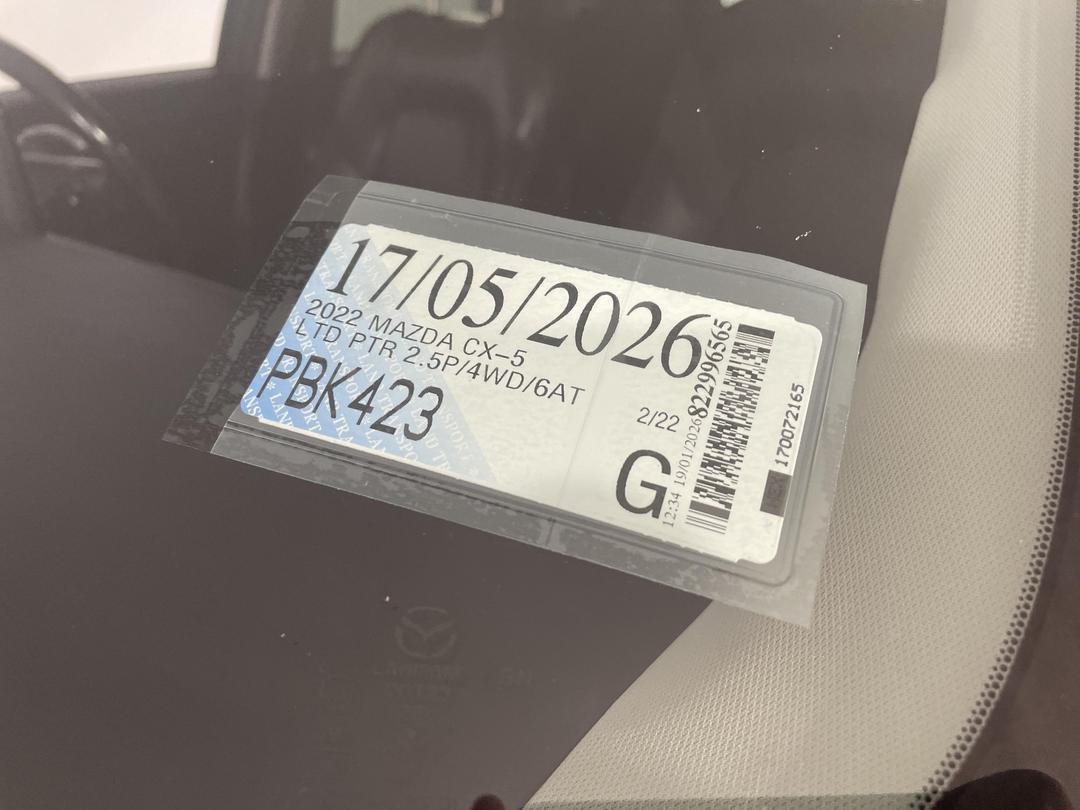 17/05/2026
2022 MAZDA CX-5
LTD PTR 2.5P/4WD/6AT
PBK423
2/22
G
12:34 19/01/2026
822996565
170072165